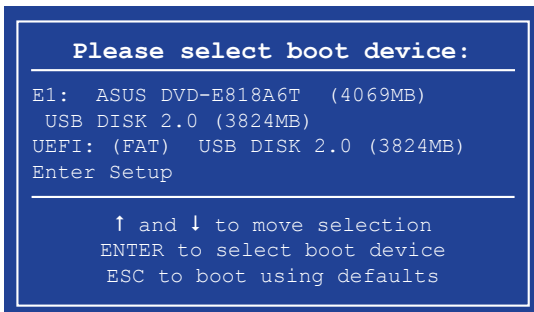 Please select boot device:
E1: ASUS DVD-E818A6T (4069MB)
USB DISK 2.0 (3824MB)
UEFI: (FAT) USB DISK 2.0 (3824MB)
Enter Setup
↑ and ↓ to move selection
ENTER to select boot device
ESC to boot using defaults